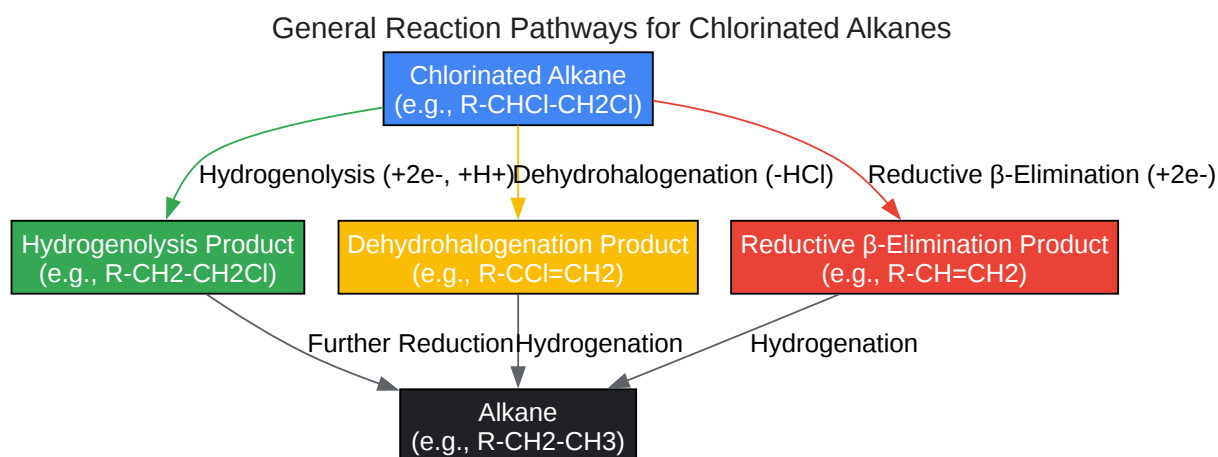 General Reaction Pathways for Chlorinated Alkanes
Chlorinated Alkane
(e.g., R-CHCl-CH2Cl)
Hydrogenolysis (+2e-, +H+)
Dehydrohalogenation (-HCl)
Reductive β-Elimination (+2e-)
Hydrogenolysis Product
(e.g., R-CH2-CH2Cl)
Dehydrohalogenation Product
(e.g., R-CCl=CH2)
Reductive β-Elimination Product
(e.g., R-CH=CH2)
Further Reduction
Hydrogenation
Hydrogenation
Alkane
(e.g., R-CH2-CH3)